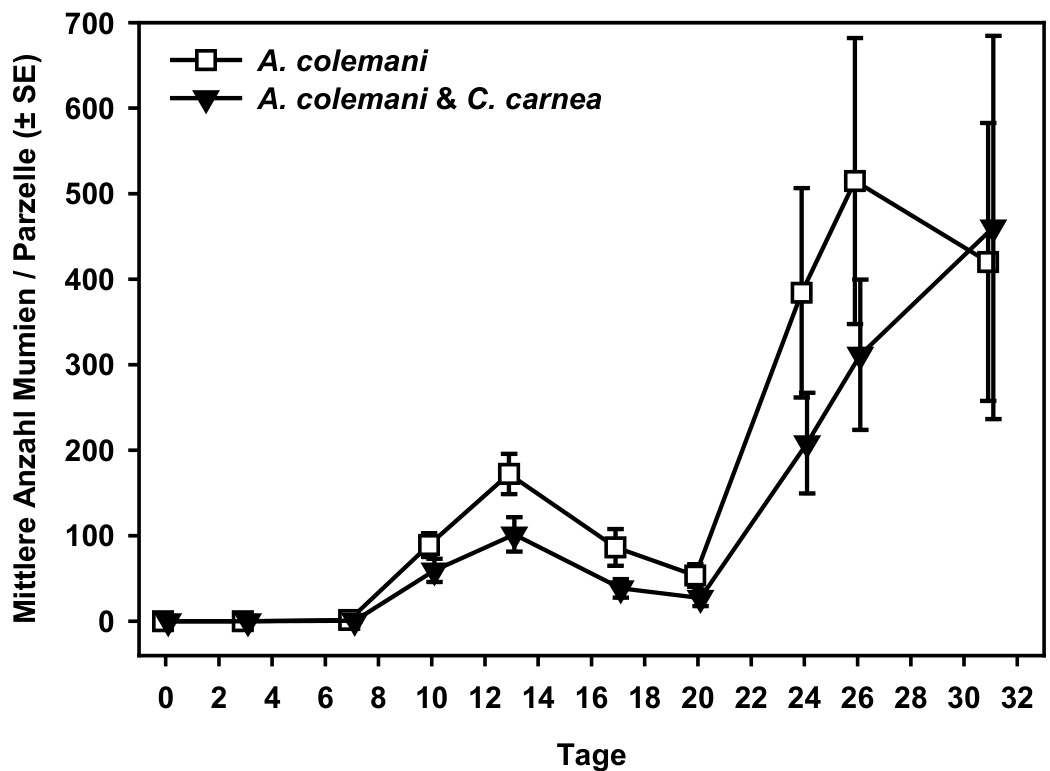 Mittlere Anzahl Mumien / Parzelle (± SE)
700
600
500
400
300
200
100
0
A. colemani
A. colemani & C. carnea
0 2 4 6 8 10 12 14 16 18 20 22 24 26 28 30 32
Tage